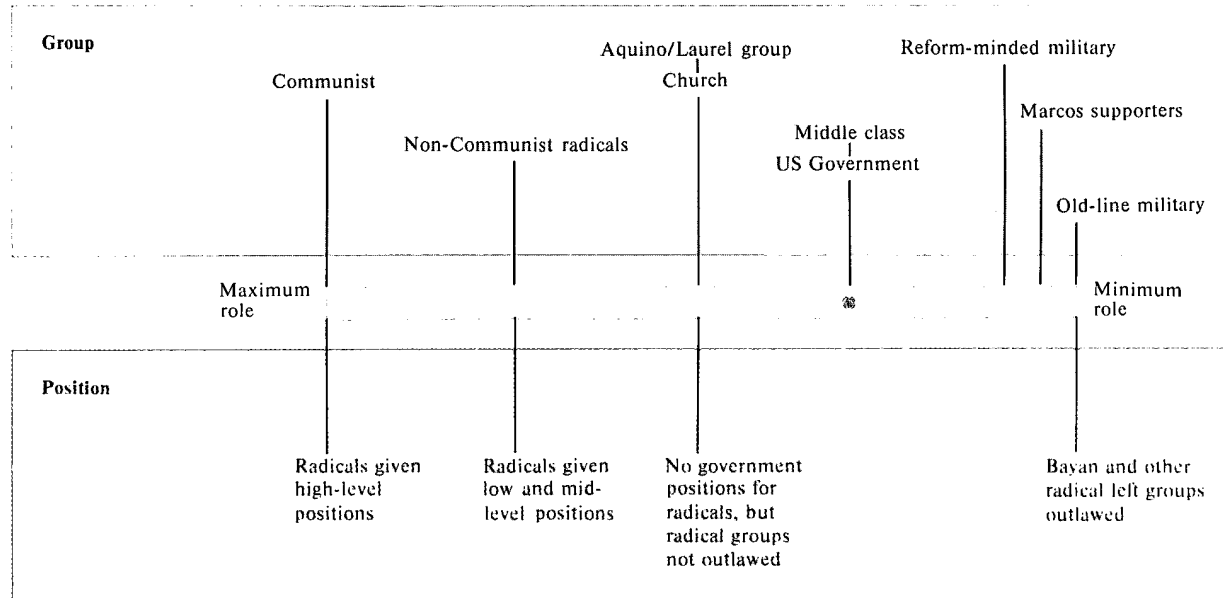 Group
Communist
Non-Communist radicals
Aquino/Laurel group
Church
Middle class
US Government
Reform-minded military
Marcos supporters
Old-line military
Maximum
role
Minimum
role
Position
Radicals given
high-level
positions
Radicals given
low and mid-
level positions
No government
positions for
radicals, but
radical groups
not outlawed
Bayan and other
radical left groups
outlawed